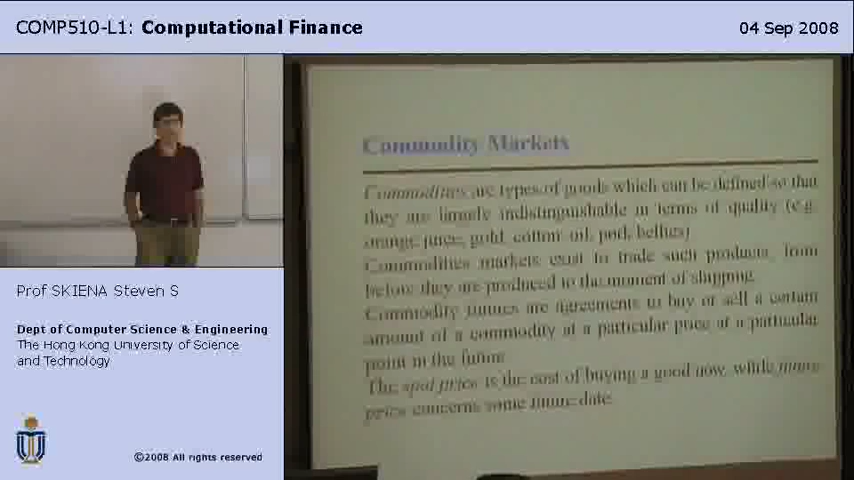 COMP510-L1: Computational Finance
04 Sep 2008
Commodity Markets
Commodities are types of goods which can be defined so that
they are largely indistinguishable in terms of quality (e.g.
orange juice, gold, cotton, oil, pork bellies)
Commodities markets exist to trade such products, from
before they are produced to the moment of shipping.
Commodity futures are agreements to buy or sell a certain
amount of a commodity at a particular price at a particular
point in the future
The spot price is the cost of buying a good now, while future
price concerns some future date.
Prof SKIENA Steven S
Dept of Computer Science & Engineering
The Hong Kong University of Science
and Technology
©2008 All rights reserved